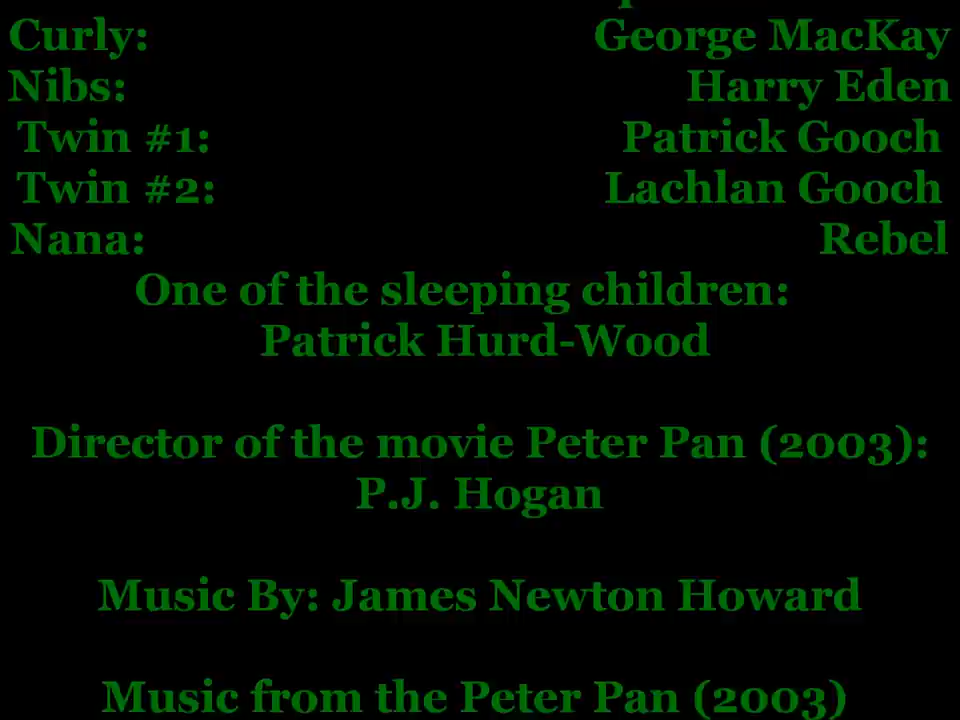 Curly: George MacKay
Nibs: Harry Eden
Twin #1: Patrick Gooch
Twin #2: Lachlan Gooch
Nana: Rebel
One of the sleeping children:
Patrick Hurd-Wood
Director of the movie Peter Pan (2003):
P.J. Hogan
Music By: James Newton Howard
Music from the Peter Pan (2003)